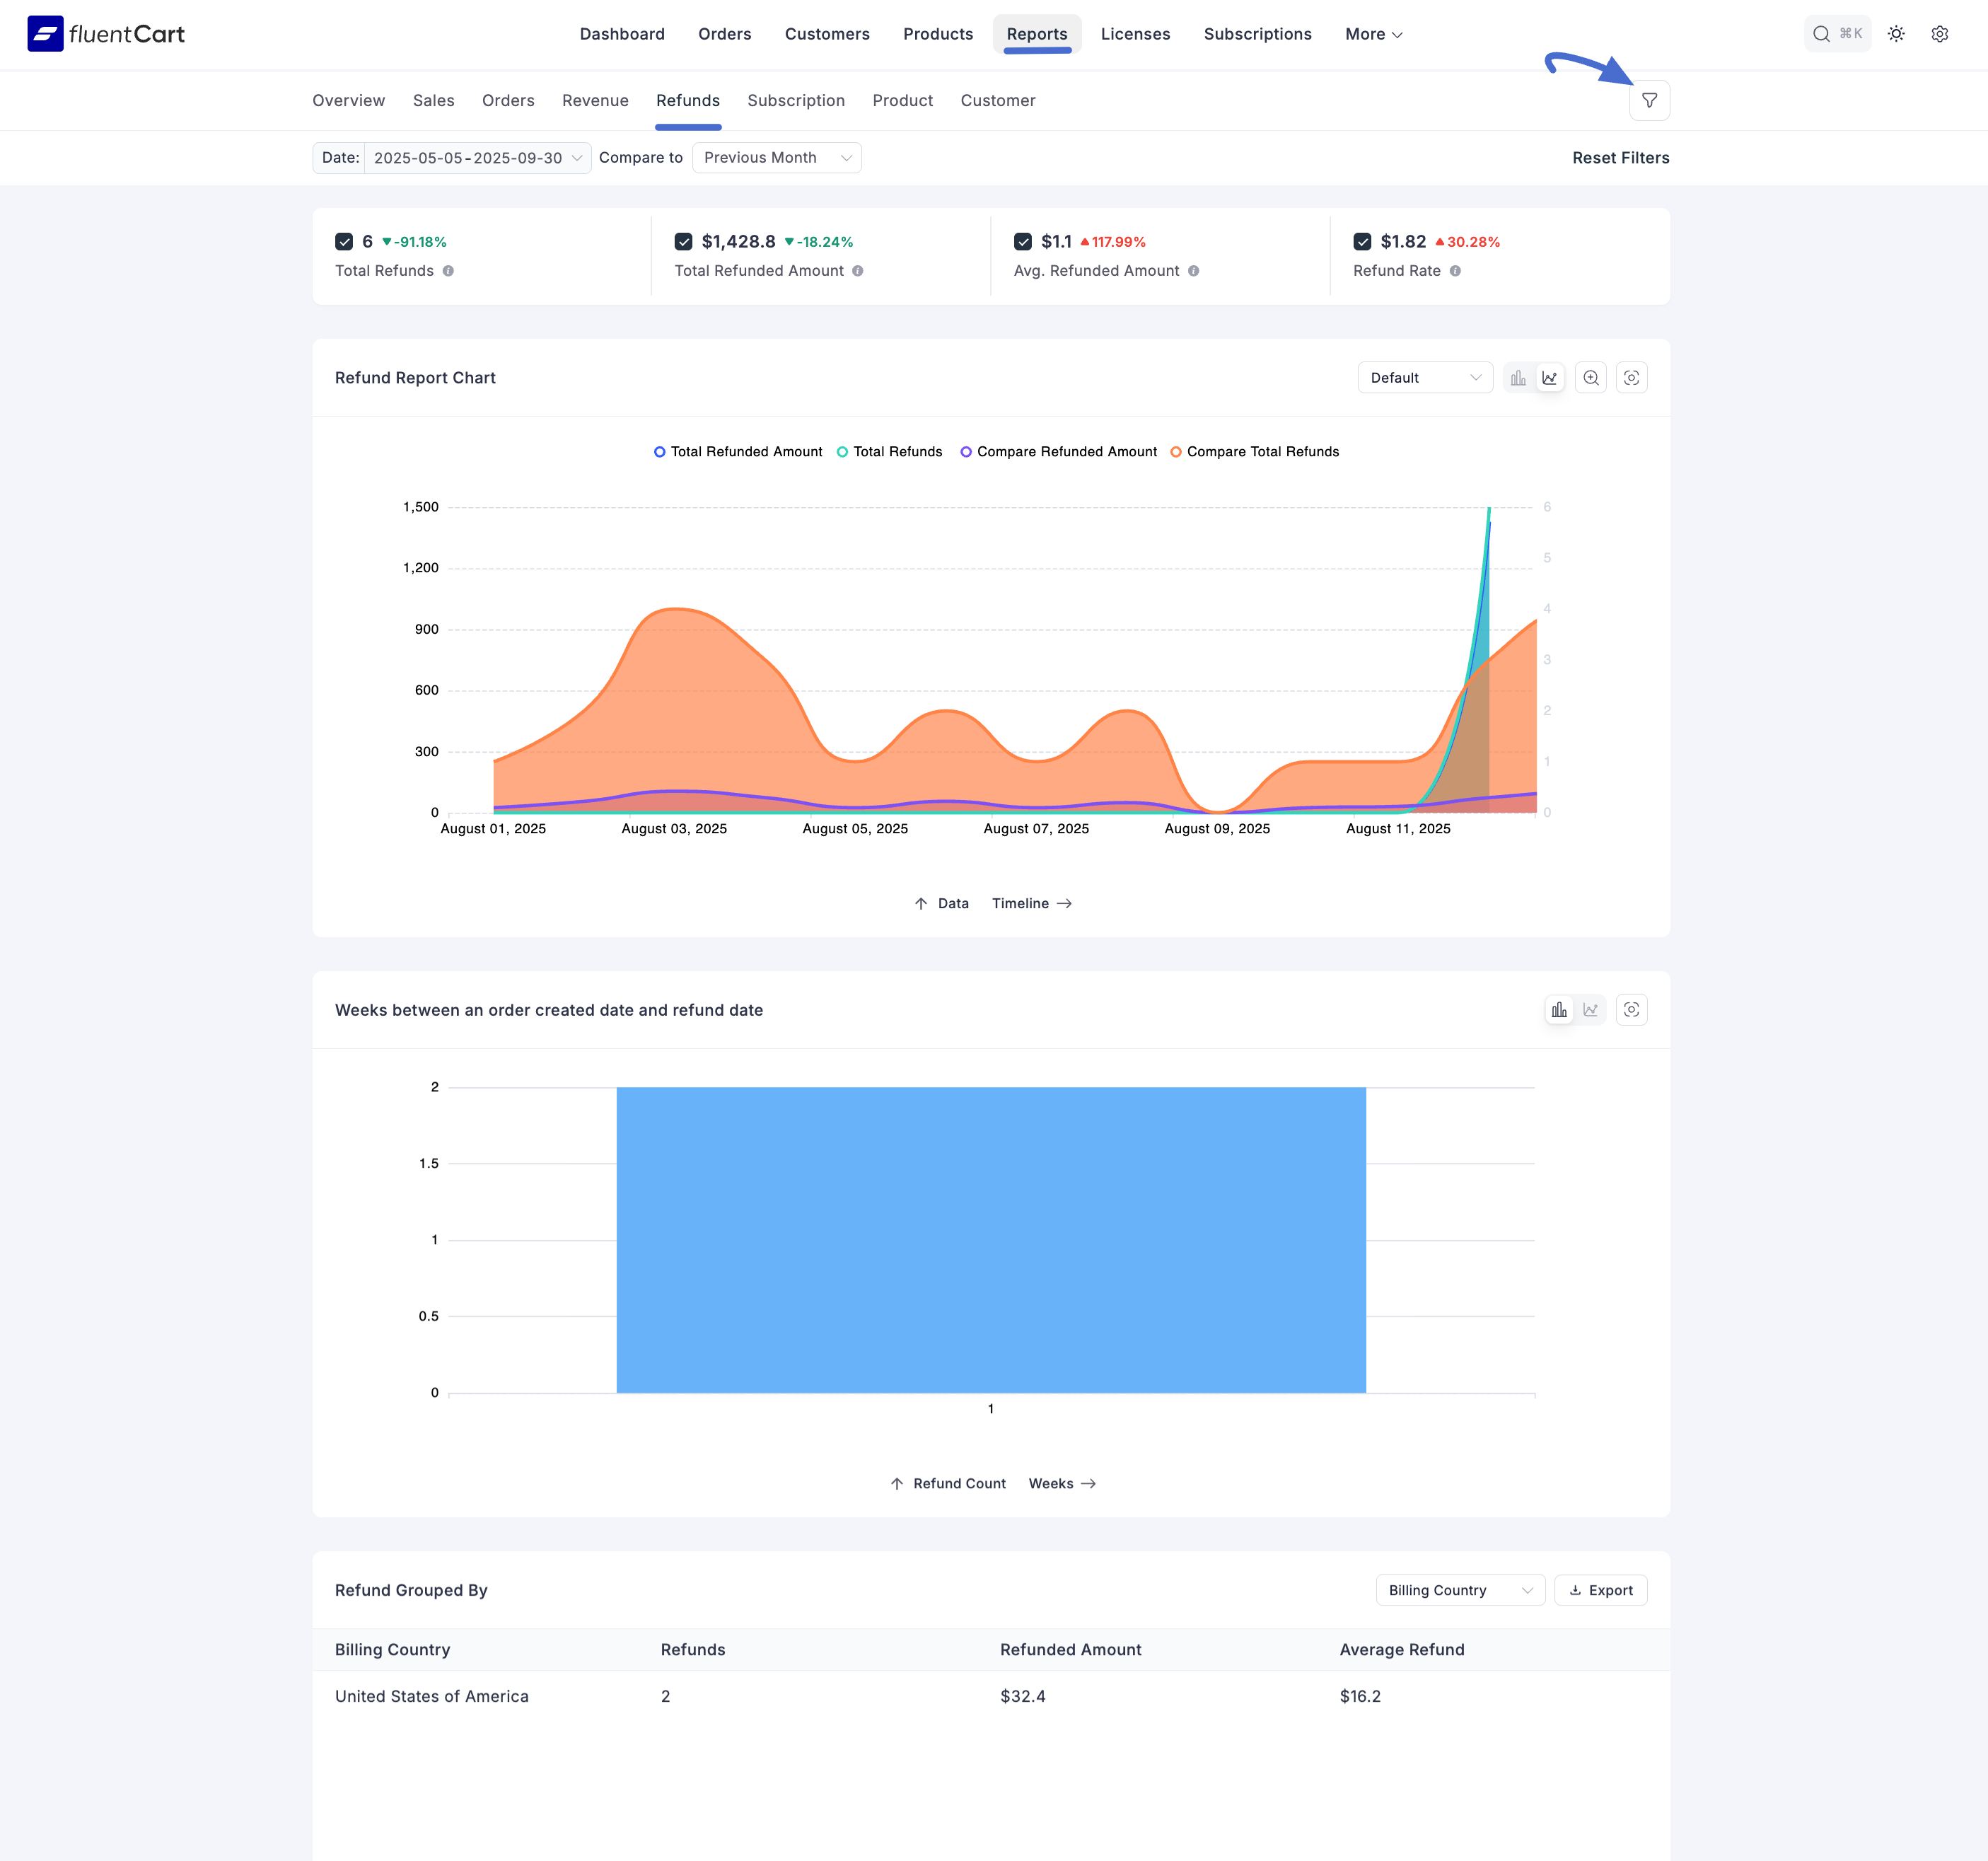 fluentCart
Dashboard Orders Customers Products Reports Licenses Subscriptions More
⌘K
Overview Sales Orders Revenue Refunds Subscription Product Customer
Date: 2025-05-05 - 2025-09-30 Compare to Previous Month Reset Filters
6 -91.18% $1,428.8 -18.24% $1.1 117.99% $1.82 30.28%
Total Refunds Total Refunded Amount Avg. Refunded Amount Refund Rate
Refund Report Chart Default
Total Refunded Amount Total Refunds Compare Refunded Amount Compare Total Refunds
1,500 6
5
1,200
4
900
3
600
2
300 1
0 0
August 01, 2025 August 03, 2025 August 05, 2025 August 07, 2025 August 09, 2025 August 11, 2025
↑ Data Timeline →
Weeks between an order created date and refund date
2
1.5
1
0.5
0
1
↑ Refund Count Weeks →
Refund Grouped By Billing Country Export
Billing Country Refunds Refunded Amount Average Refund
United States of America 2 $32.4 $16.2